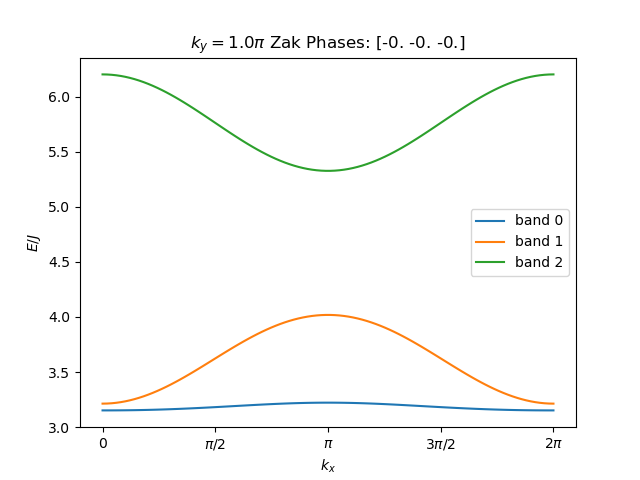 $k_y = 1.0\pi$ Zak Phases: [-0. -0. -0.]
6.0
5.5
5.0
4.5
4.0
3.5
3.0
E/J
band 0
band 1
band 2
0
π/2
π
3π/2
2π
$k_x$